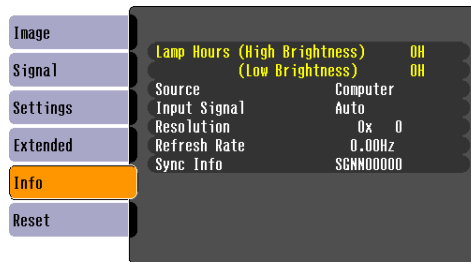 Image
Signal
Settings
Extended
Info
Reset
Lamp Hours (High Brightness) 0H
(Low Brightness) 0H
Source Computer
Input Signal Auto
Resolution 0x 0
Refresh Rate 0.00Hz
Sync Info SGNN00000